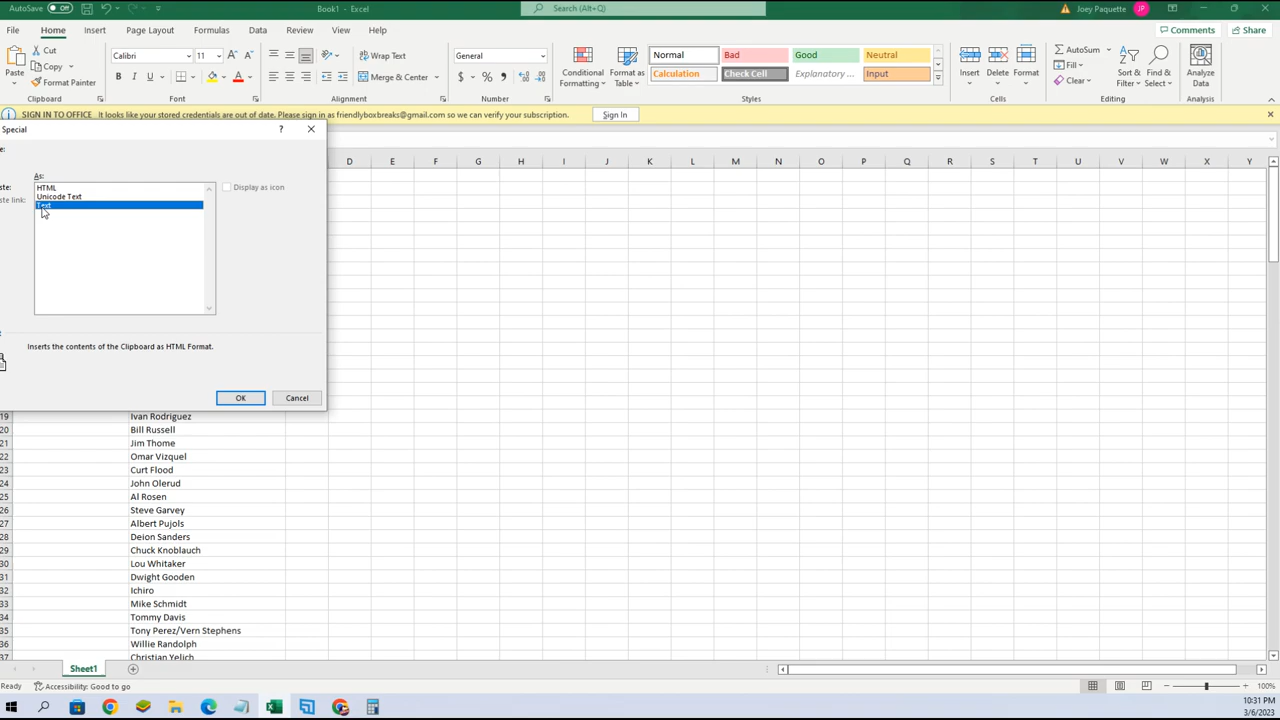 AutoSave Off Book1 - Excel Search (Alt+Q) Joey Paquette JP
File Home Insert Page Layout Formulas Data Review View Help Comments Share
Cut Calibri 11 Wrap Text General Normal Bad Good Neutral AutoSum
Copy Fill
Paste Format Painter B I U Merge & Center $ % Conditional Formatting Format as Table Calculation Check Cell Explanatory ... Input Insert Delete Format Clear Sort & Filter Find & Select Analyze Data
Clipboard Font Alignment Number Styles Cells Editing Analysis
SIGN IN TO OFFICE It looks like your stored credentials are out of date. Please sign in as friendlyboxbreaks@gmail.com so we can verify your subscription. Sign In
Special ?
D E F G H I J K L M N O P Q R S T U V W X Y
As:
HTML Display as icon
Unicode Text
Text
Inserts the contents of the Clipboard as HTML Format.
OK Cancel
19 Ivan Rodriguez
20 Bill Russell
21 Jim Thome
22 Omar Vizquel
23 Curt Flood
24 John Olerud
25 Al Rosen
26 Steve Garvey
27 Albert Pujols
28 Deion Sanders
29 Chuck Knoblauch
30 Lou Whitaker
31 Dwight Gooden
32 Ichiro
33 Mike Schmidt
34 Tommy Davis
35 Tony Perez/Vern Stephens
36 Willie Randolph
37 Christian Yelich
Sheet1
Ready Accessibility: Good to go 100%
10:31 PM
3/6/2023